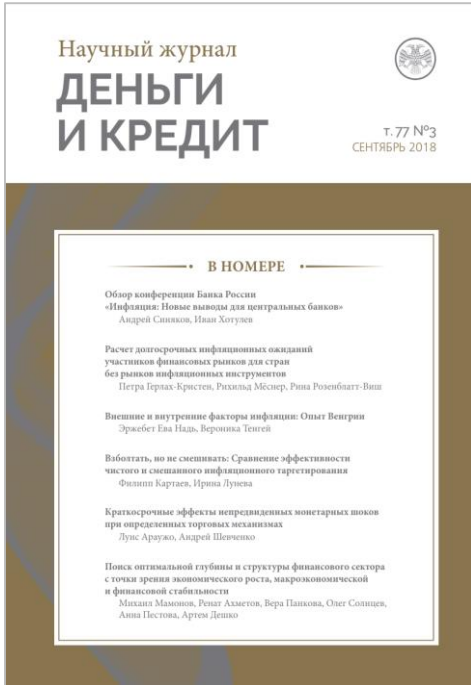 Научный журнал
ДЕНЬГИ
И КРЕДИТ
т. 77 №3
СЕНТЯБРЬ 2018
В НОМЕРЕ
Обзор конференции Банка России
«Инфляция: Новые выводы для центральных банков»
Андрей Синяков, Иван Хотулев
Расчет долгосрочных инфляционных ожиданий
участников финансовых рынков для стран
без рынков инфляционных инструментов
Петра Герлах-Кристен, Рихильд Мёснер, Рина Розенблатт-Виш
Внешние и внутренние факторы инфляции: Опыт Венгрии
Эржебет Ева Надь, Вероника Тенгей
Взболтать, но не смешивать: Сравнение эффективности
чистого и смешанного инфляционного таргетирования
Филипп Картаев, Ирина Лунева
Краткосрочные эффекты непредвиденных монетарных шоков
при определенных торговых механизмах
Луис Араужо, Андрей Шевченко
Поиск оптимальной глубины и структуры финансового сектора
с точки зрения экономического роста, макроэкономической
и финансовой стабильности
Михаил Мамонов, Ренат Ахметов, Вера Панкова, Олег Солнцев,
Анна Пестова, Артем Дешко